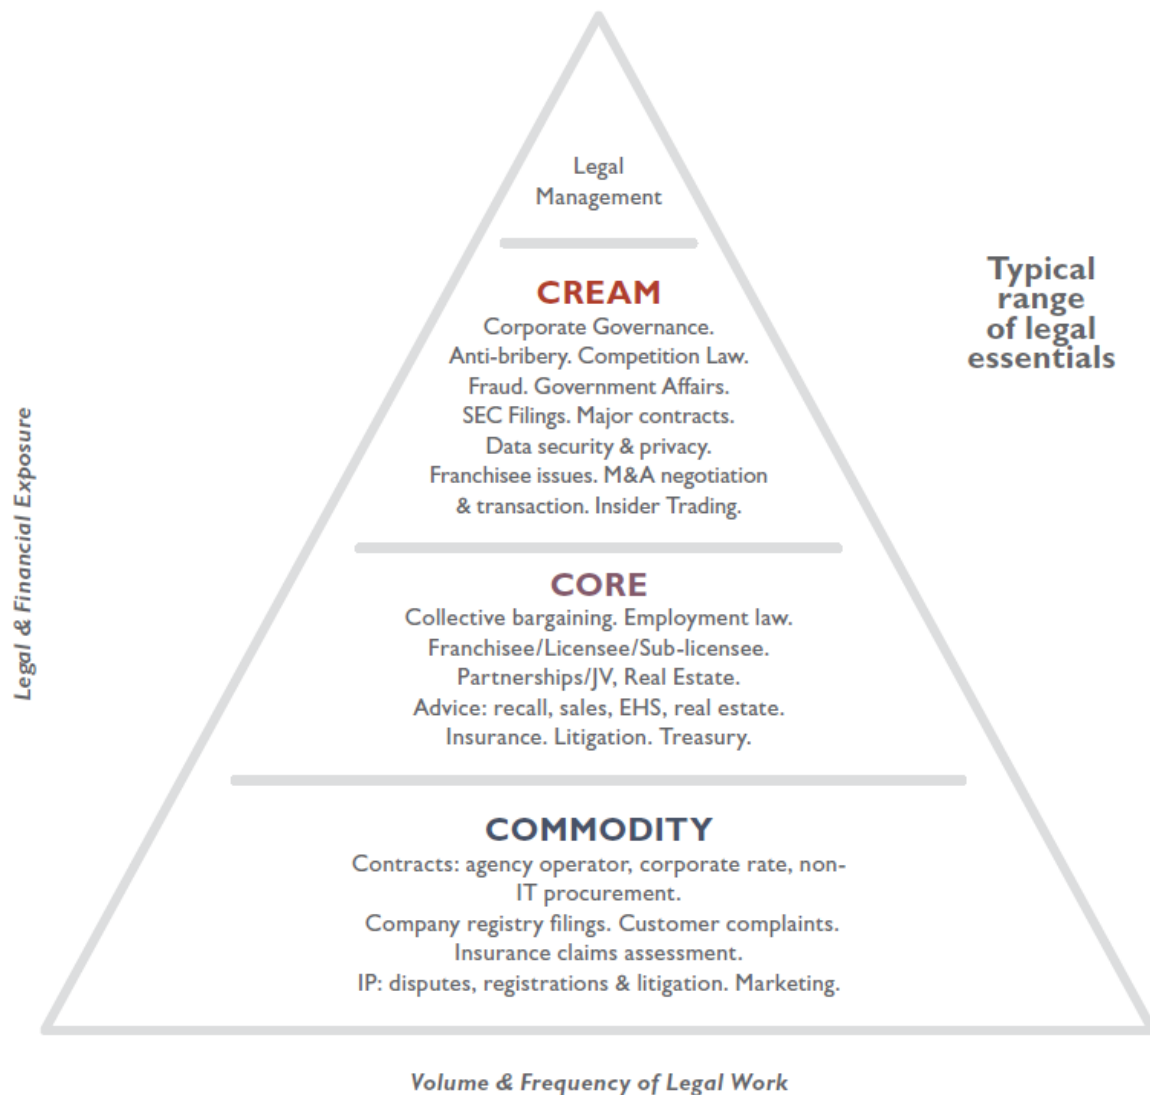 Legal
Management
CREAM
Corporate Governance.
Anti-bribery. Competition Law.
Fraud. Government Affairs.
SEC Filings. Major contracts.
Data security & privacy.
Franchisee issues. M&A negotiation
& transaction. Insider Trading.
Typical
range
of legal
essentials
CORE
Collective bargaining. Employment law.
Franchisee/Licensee/Sub-licensee.
Partnerships/JV, Real Estate.
Advice: recall, sales, EHS, real estate.
Insurance. Litigation. Treasury.
COMMODITY
Contracts: agency operator, corporate rate, non-
IT procurement.
Company registry filings. Customer complaints.
Insurance claims assessment.
IP: disputes, registrations & litigation. Marketing.
Legal & Financial Exposure
Volume & Frequency of Legal Work